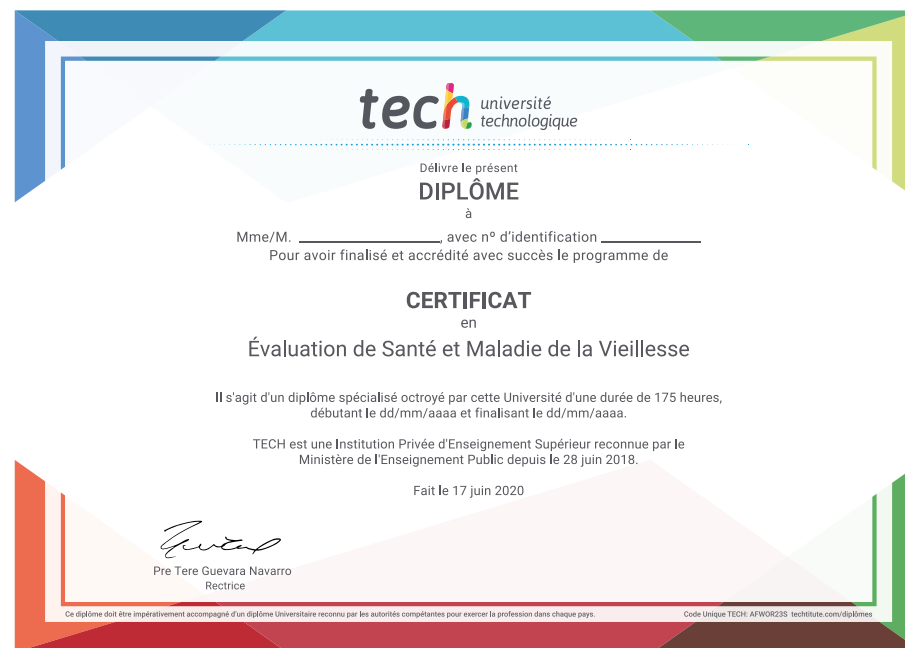 tech université
technologique
Délivre le présent
DIPLÔME
à
Mme/M. ____________________, avec nº d'identification ______________
Pour avoir finalisé et accrédité avec succès le programme de
CERTIFICAT
en
Évaluation de Santé et Maladie de la Vieillesse
Il s'agit d'un diplôme spécialisé octroyé par cette Université d'une durée de 175 heures,
débutant le dd/mm/aaaa et finalisant le dd/mm/aaaa.
TECH est une Institution Privée d'Enseignement Supérieur reconnue par le
Ministère de l'Enseignement Public depuis le 28 juin 2018.
Fait le 17 juin 2020
Pre Tere Guevara Navarro
Rectrice
Ce diplôme doit être impérativement accompagné d'un diplôme Universitaire reconnu par les autorités compétentes pour exercer la profession dans chaque pays.
Code Unique TECH: AFWOR23S techtitute.com/diplômes